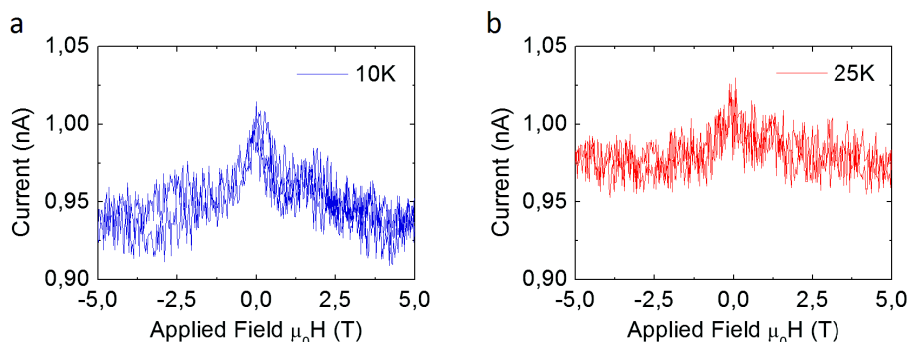 a
1,05
1,00
0,95
0,90
Current (nA)
10K
-5,0 -2,5 0,0 2,5 5,0
Applied Field μ₀H (T)
b
1,05
1,00
0,95
0,90
Current (nA)
25K
-5,0 -2,5 0,0 2,5 5,0
Applied Field μ₀H (T)